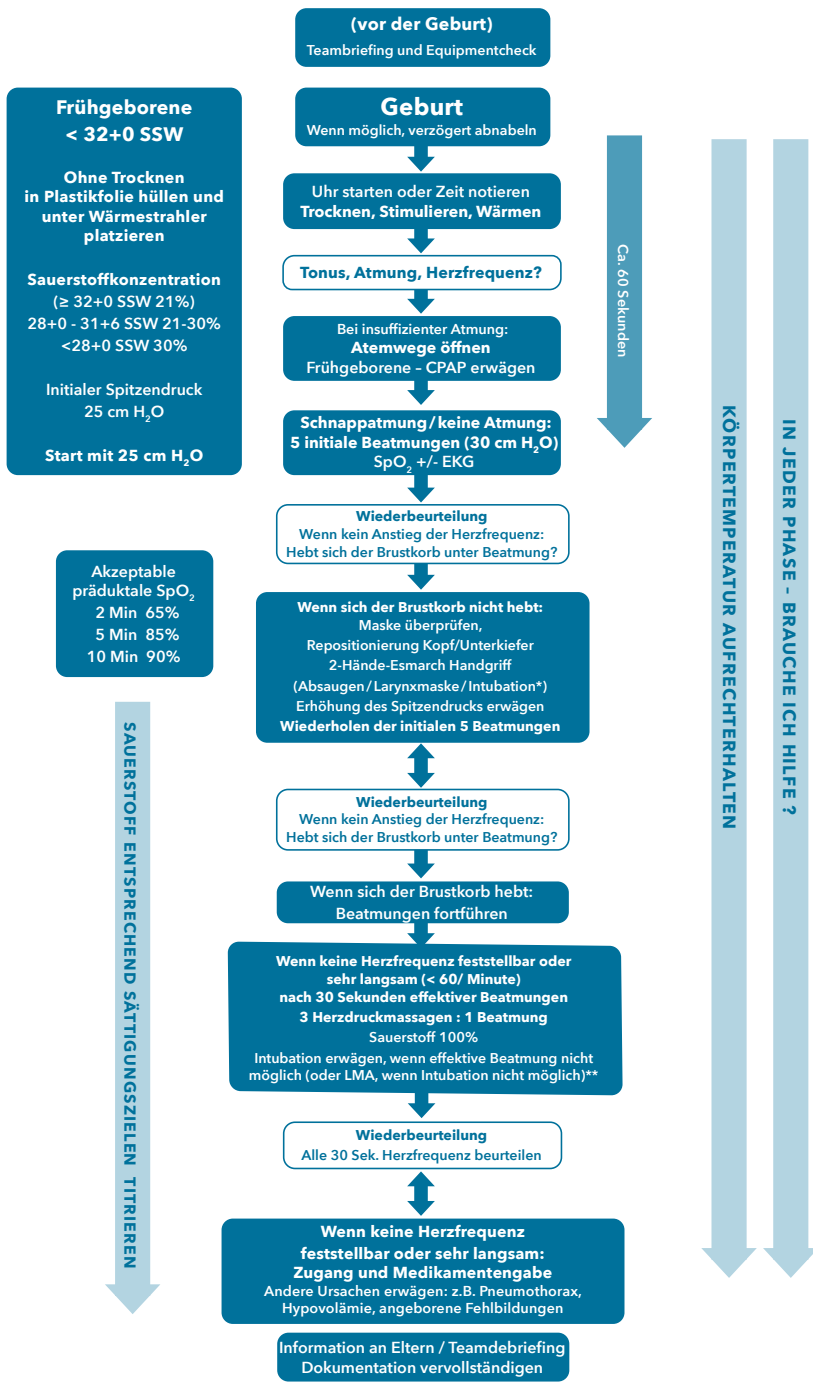 (vor der Geburt)
Teambriefing und Equipmentcheck
Frühgeborene
< 32+0 SSW
Ohne Trocknen
in Plastikfolie hüllen und
unter Wärmestrahler
platzieren
Sauerstoffkonzentration
(≥ 32+0 SSW 21%)
28+0 - 31+6 SSW 21-30%
<28+0 SSW 30%
Initialer Spitzendruck
25 cm H₂O
Start mit 25 cm H₂O
Geburt
Wenn möglich, verzögert abnabeln
Uhr starten oder Zeit notieren
Trocknen, Stimulieren, Wärmen
Tonus, Atmung, Herzfrequenz?
Bei insuffizienter Atmung:
Atemwege öffnen
Frühgeborene – CPAP erwägen
Schnappatmung/keine Atmung:
5 initiale Beatmungen (30 cm H₂O)
SpO₂ +/- EKG
Ca. 60 Sekunden
Wiederbeurteilung
Wenn kein Anstieg der Herzfrequenz:
Hebt sich der Brustkorb unter Beatmung?
Akzeptable
präduktale SpO₂
2 Min 65%
5 Min 85%
10 Min 90%
Wenn sich der Brustkorb nicht hebt:
Maske überprüfen,
Repositionierung Kopf/Unterkiefer
2-Hände-Esmarch Handgriff
(Absaugen/Larynxmaske/Intubation*)
Erhöhung des Spitzendrucks erwägen
Wiederholen der initialen 5 Beatmungen
Wiederbeurteilung
Wenn kein Anstieg der Herzfrequenz:
Hebt sich der Brustkorb unter Beatmung?
Wenn sich der Brustkorb hebt:
Beatmungen fortführen
Wenn keine Herzfrequenz feststellbar oder
sehr langsam (< 60/ Minute)
nach 30 Sekunden effektiver Beatmungen
3 Herzdruckmassagen : 1 Beatmung
Sauerstoff 100%
Intubation erwägen, wenn effektive Beatmung nicht
möglich (oder LMA, wenn Intubation nicht möglich)**
Wiederbeurteilung
Alle 30 Sek. Herzfrequenz beurteilen
Wenn keine Herzfrequenz
feststellbar oder sehr langsam:
Zugang und Medikamentengabe
Andere Ursachen erwägen: z.B. Pneumothorax,
Hypovolämie, angeborene Fehlbildungen
Information an Eltern / Teamdebriefing
Dokumentation vervollständigen
SAUERSTOFF ENTSPRECHEND SÄTTIGUNGSZIELEN TITRIEREN
KÖRPERTEMPERATUR AUFRECHTERHALTEN
IN JEDER PHASE – BRAUCHE ICH HILFE ?